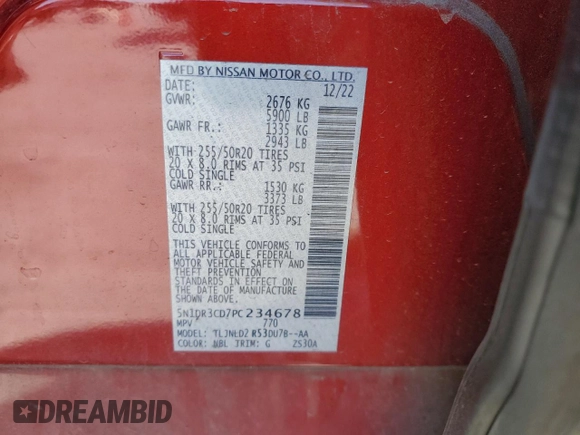 MFD BY NISSAN MOTOR CO., LTD.
DATE: 12/22
GVWR: 2676 KG
5900 LB
GAWR FR.: 1335 KG
2943 LB
WITH 255/50R20 TIRES
20 X 8.0 RIMS AT 35 PSI
COLD SINGLE
GAWR RR.: 1530 KG
3373 LB
WITH 255/50R20 TIRES
20 X 8.0 RIMS AT 35 PSI
COLD SINGLE
THIS VEHICLE CONFORMS TO
ALL APPLICABLE FEDERAL
MOTOR VEHICLE SAFETY AND
THEFT PREVENTION
STANDARDS IN EFFECT ON
THE DATE OF MANUFACTURE
SHOWN ABOVE.
5N1DR3CD7PC234678
MPV 770
MODEL: TLJNLD2 R53DU7B--AA
COLOR: NBL TRIM: G 2S30A
DREAMBID